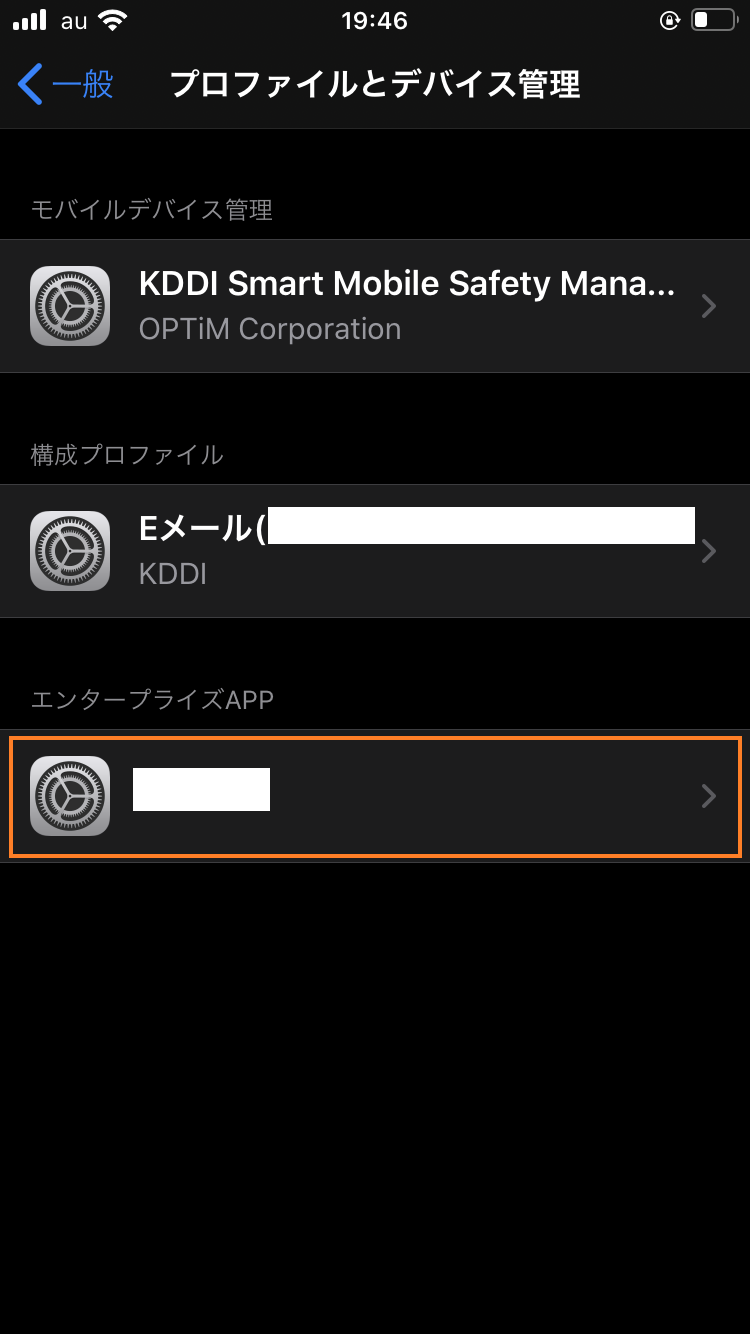 au
19:46
一般
プロファイルとデバイス管理
モバイルデバイス管理
KDDI Smart Mobile Safety Mana...
OPTiM Corporation
構成プロファイル
Eメール(
KDDI
エンタープライズAPP